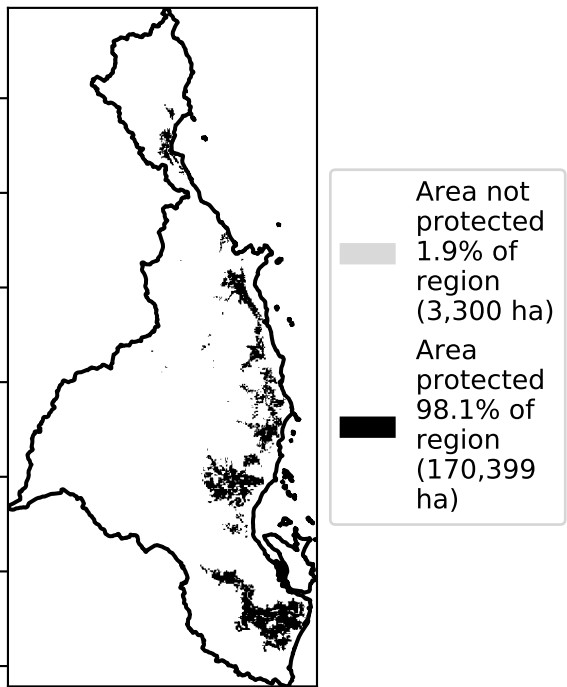 Area not
protected
1.9% of
region
(3,300 ha)
Area
protected
98.1% of
region
(170,399
ha)